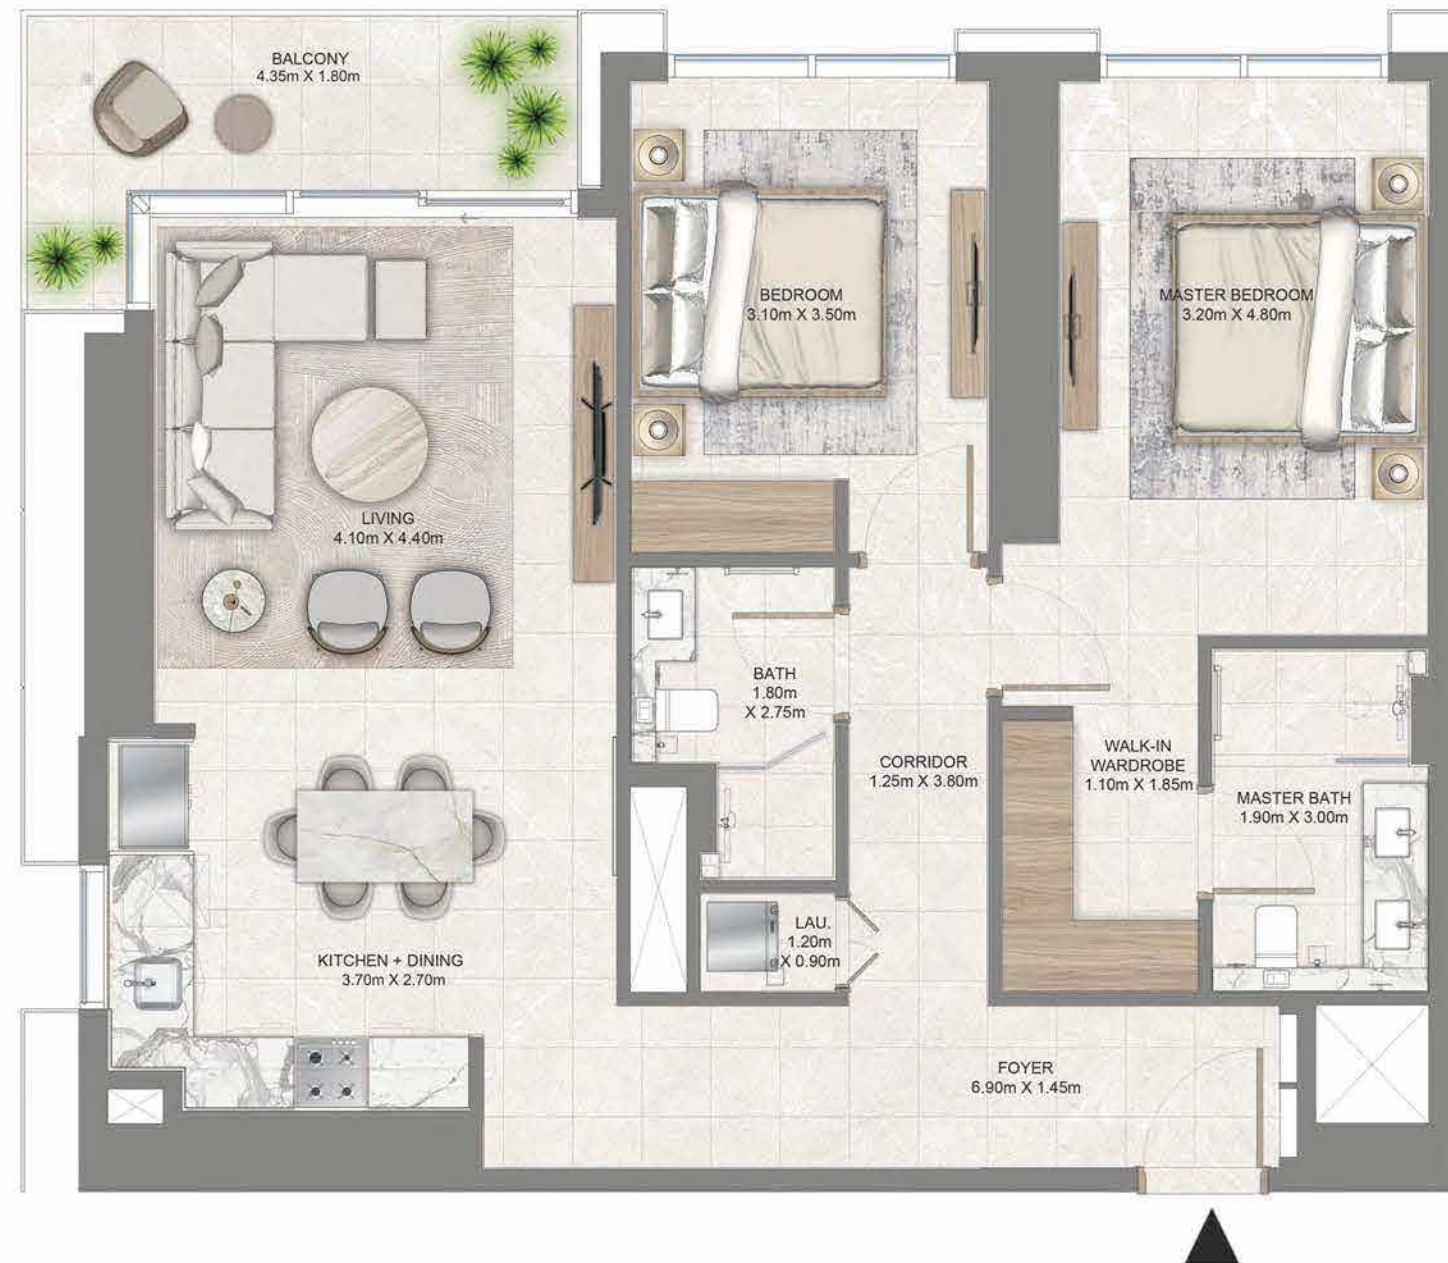 BALCONY
4.35m X 1.80m
BEDROOM
3.10m X 3.50m
MASTER BEDROOM
3.20m X 4.80m
LIVING
4.10m X 4.40m
BATH
1.80m
X 2.75m
CORRIDOR
1.25m X 3.80m
WALK-IN
WARDROBE
1.10m X 1.85m
MASTER BATH
1.90m X 3.00m
LAU.
1.20m
X 0.90m
KITCHEN + DINING
3.70m X 2.70m
FOYER
6.90m X 1.45m